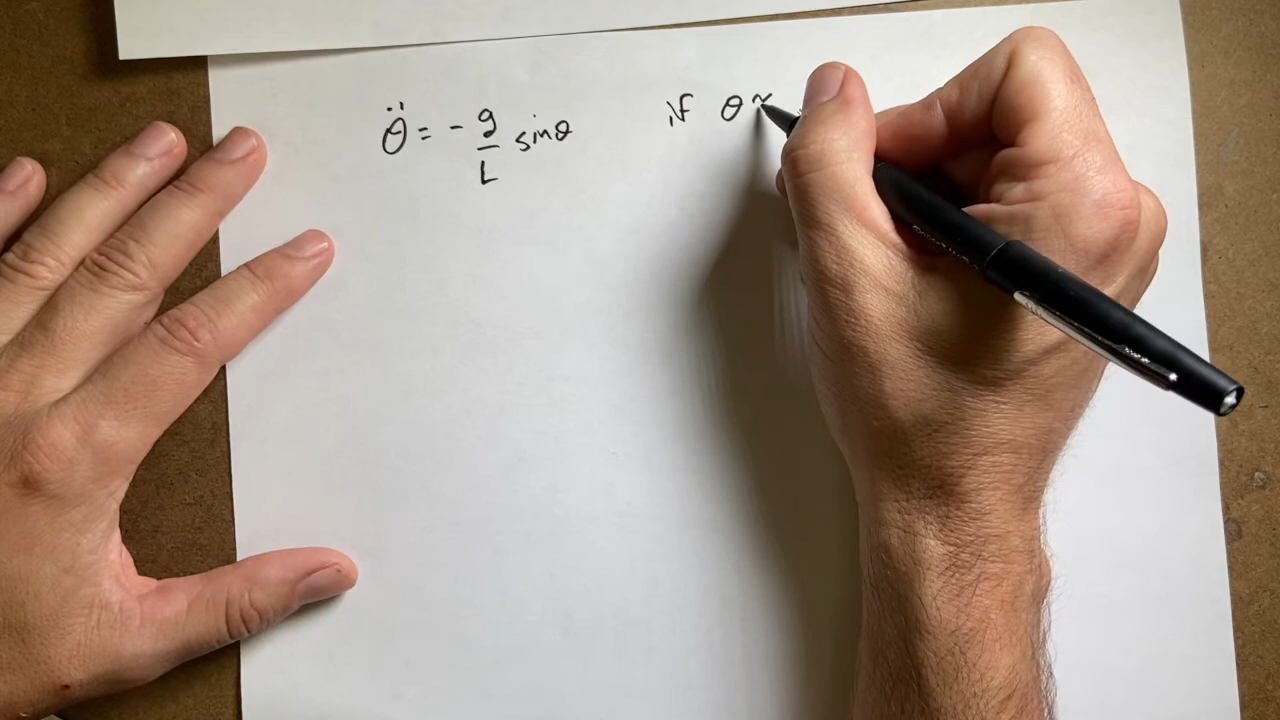 θ̈ = - g/L sinθ if θ ≈